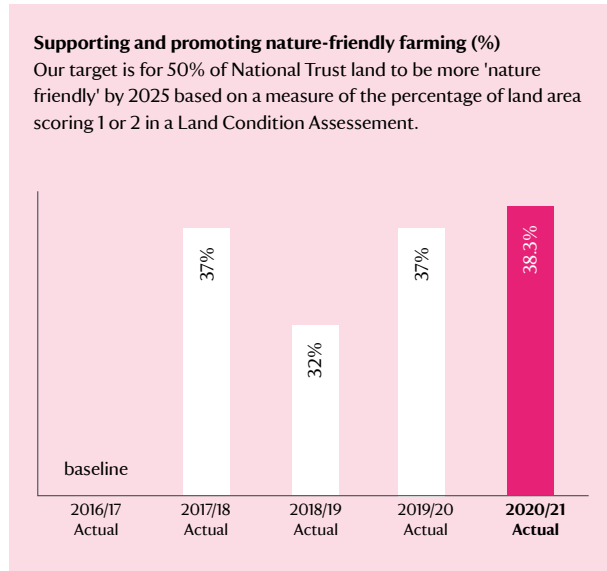 Supporting and promoting nature-friendly farming (%)
Our target is for 50% of National Trust land to be more 'nature
friendly' by 2025 based on a measure of the percentage of land area
scoring 1 or 2 in a Land Condition Assessement.
37%
32%
37%
38.3%
baseline
2016/17 2017/18 2018/19 2019/20 2020/21
Actual Actual Actual Actual Actual